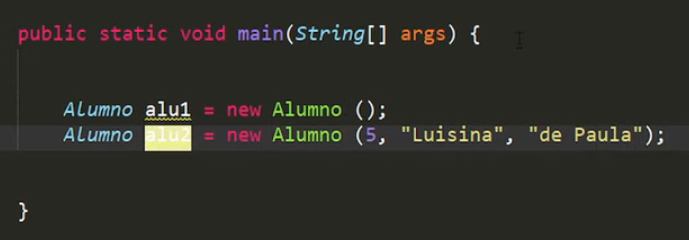 public static void main(String[] args) {
Alumno alu1 = new Alumno ();
Alumno alu2 = new Alumno (5, "Luisina", "de Paula");
}